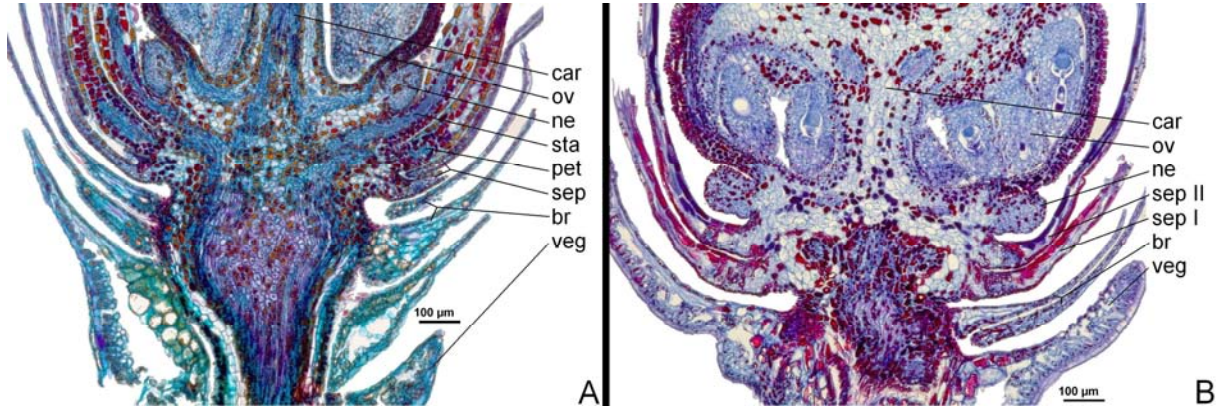 car
ov
ne
sta
pet
sep
br
veg
100 µm
A
car
ov
ne
sep II
sep I
br
veg
100 µm
B